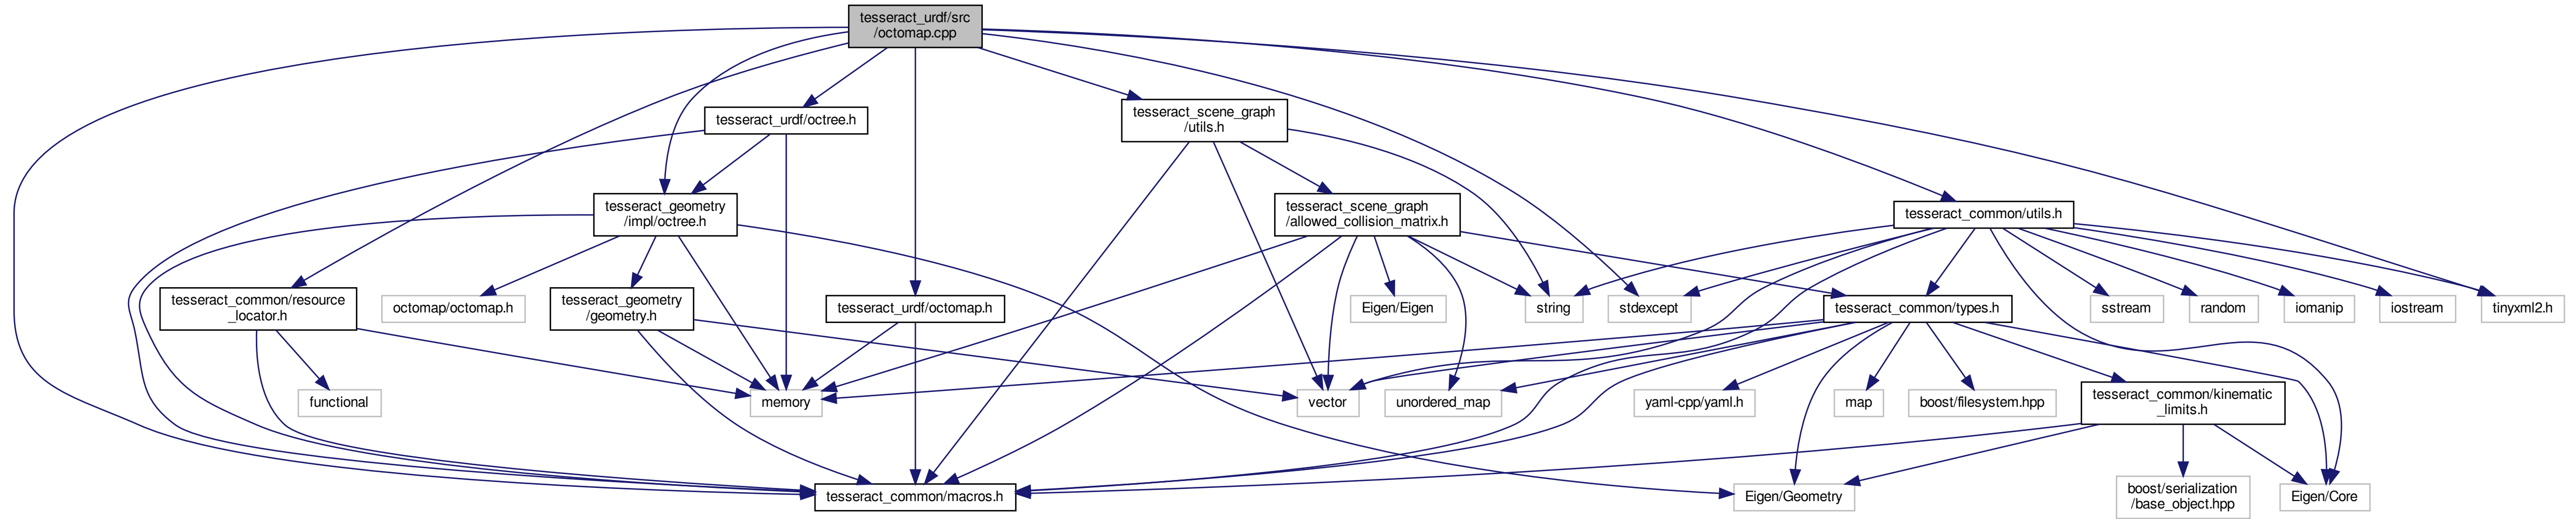 tesseract_urdf/src
/octomap.cpp
tesseract_urdf/octree.h
tesseract_scene_graph
/utils.h
tesseract_geometry
/impl/octree.h
tesseract_scene_graph
/allowed_collision_matrix.h
tesseract_common/utils.h
tesseract_common/resource
_locator.h
octomap/octomap.h
tesseract_geometry
/geometry.h
tesseract_urdf/octomap.h
Eigen/Eigen
string
stdexcept
tesseract_common/types.h
sstream
random
iomanip
iostream
tinyxml2.h
functional
memory
vector
unordered_map
yaml-cpp/yaml.h
map
boost/filesystem.hpp
tesseract_common/kinematic
_limits.h
tesseract_common/macros.h
Eigen/Geometry
boost/serialization
/base_object.hpp
Eigen/Core